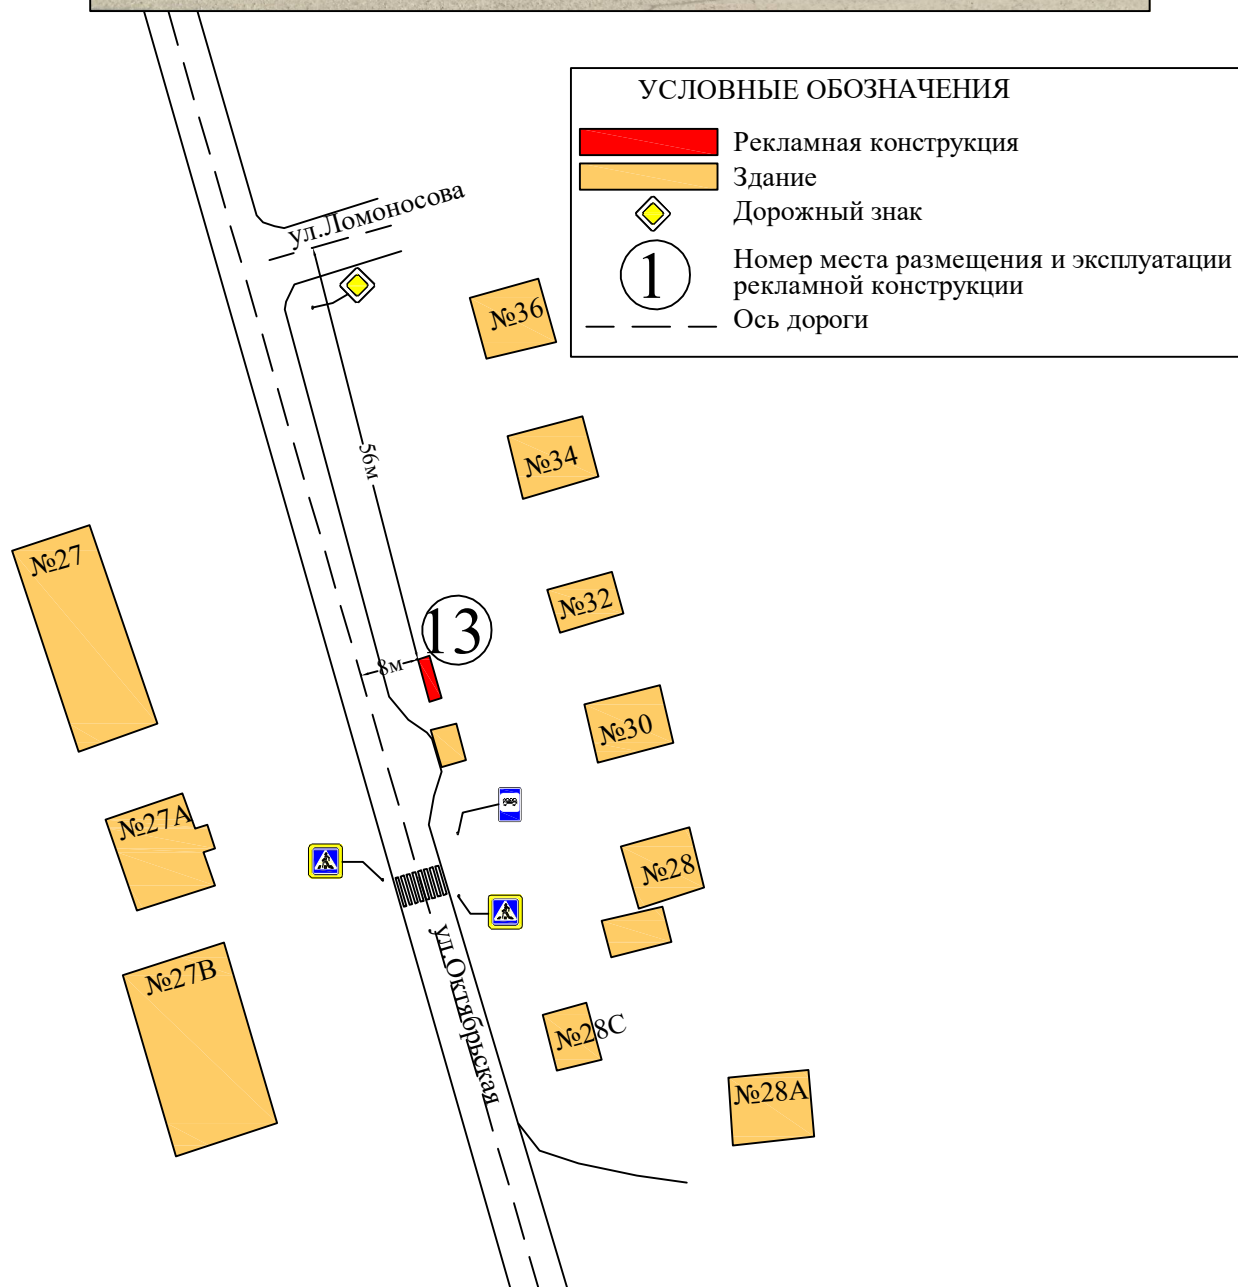 УСЛОВНЫЕ ОБОЗНАЧЕНИЯ
Рекламная конструкция
Здание
Дорожный знак
1
Номер места размещения и эксплуатации
рекламной конструкции
Ось дороги
ул.Ломоносова
№36
№34
56м
№27
№32
13
8м
№30
№27А
№28
№27В
ул.Октябрьская
№28С
№28А